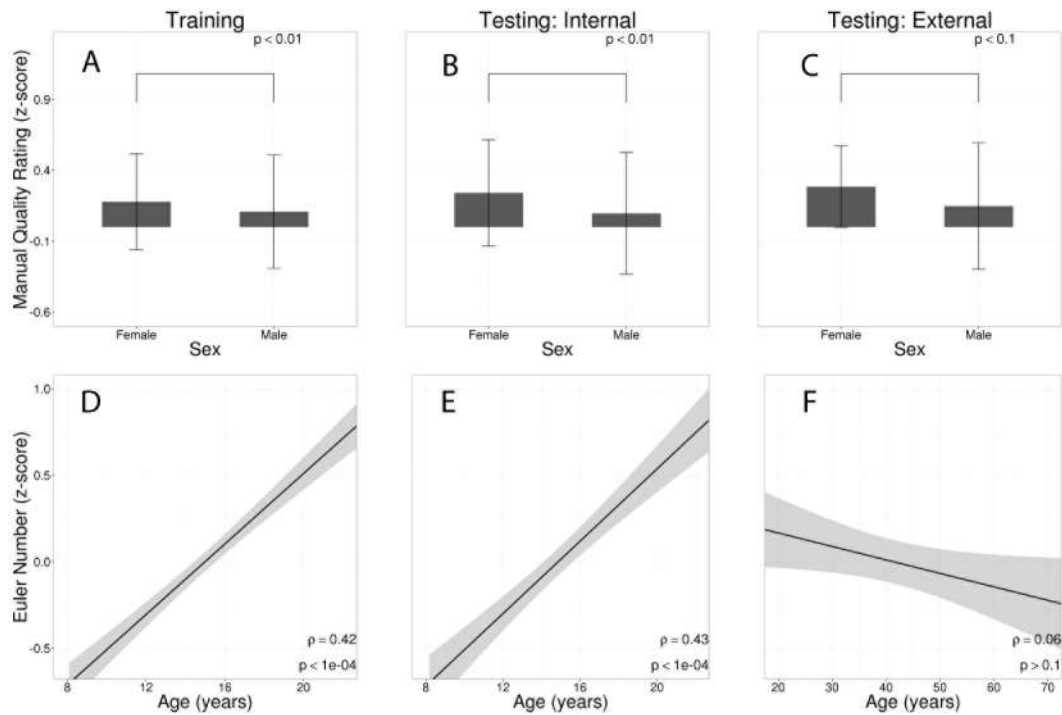 Training
Testing: Internal
Testing: External
A
p < 0.01
B
p < 0.01
C
p < 0.1
Manual Quality Rating (z-score)
0.9
0.4
-0.1
-0.6
Female
Male
Female
Male
Female
Male
Sex
Sex
Sex
D
E
F
Euler Number (z-score)
1.0
0.5
0.0
-0.5
ρ = 0.42
p < 1e-04
ρ = 0.43
p < 1e-04
ρ = 0.06
p > 0.1
8
12
16
20
8
12
16
20
20
30
40
50
60
70
Age (years)
Age (years)
Age (years)